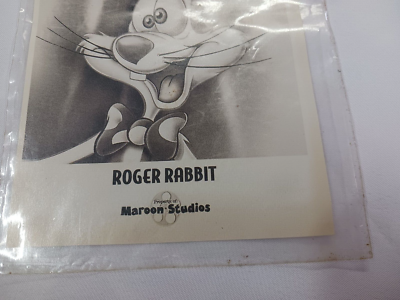 ROGER RABBIT
Property of
Maroon Studios